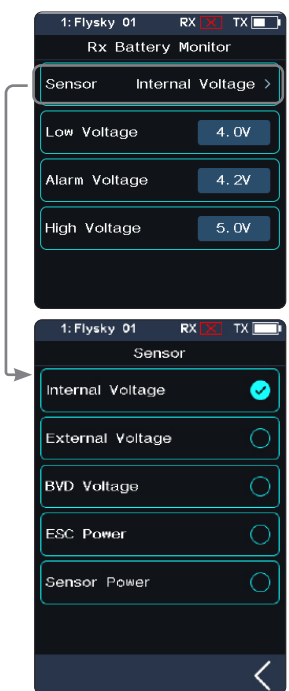 1: Flysky 01 RX TX
Rx Battery Monitor
Sensor Internal Voltage >
Low Voltage 4.0V
Alarm Voltage 4.2V
High Voltage 5.0V
1: Flysky 01 RX TX
Sensor
Internal Voltage
External Voltage
BVD Voltage
ESC Power
Sensor Power